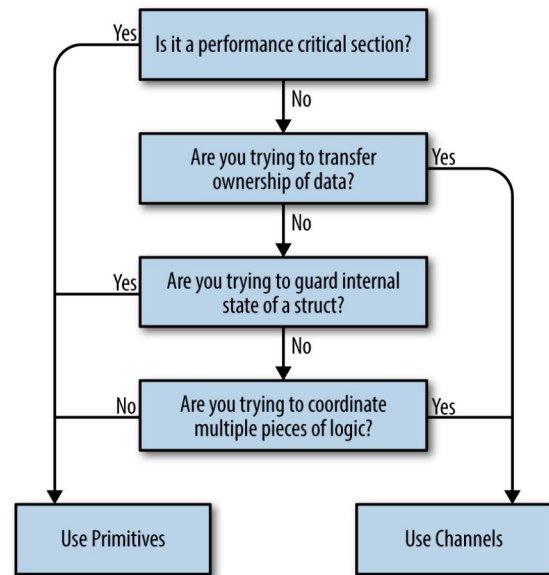 Yes
Is it a performance critical section?
No
Are you trying to transfer
ownership of data?
Yes
No
Yes
Are you trying to guard internal
state of a struct?
No
No
Are you trying to coordinate
multiple pieces of logic?
Yes
Use Primitives
Use Channels